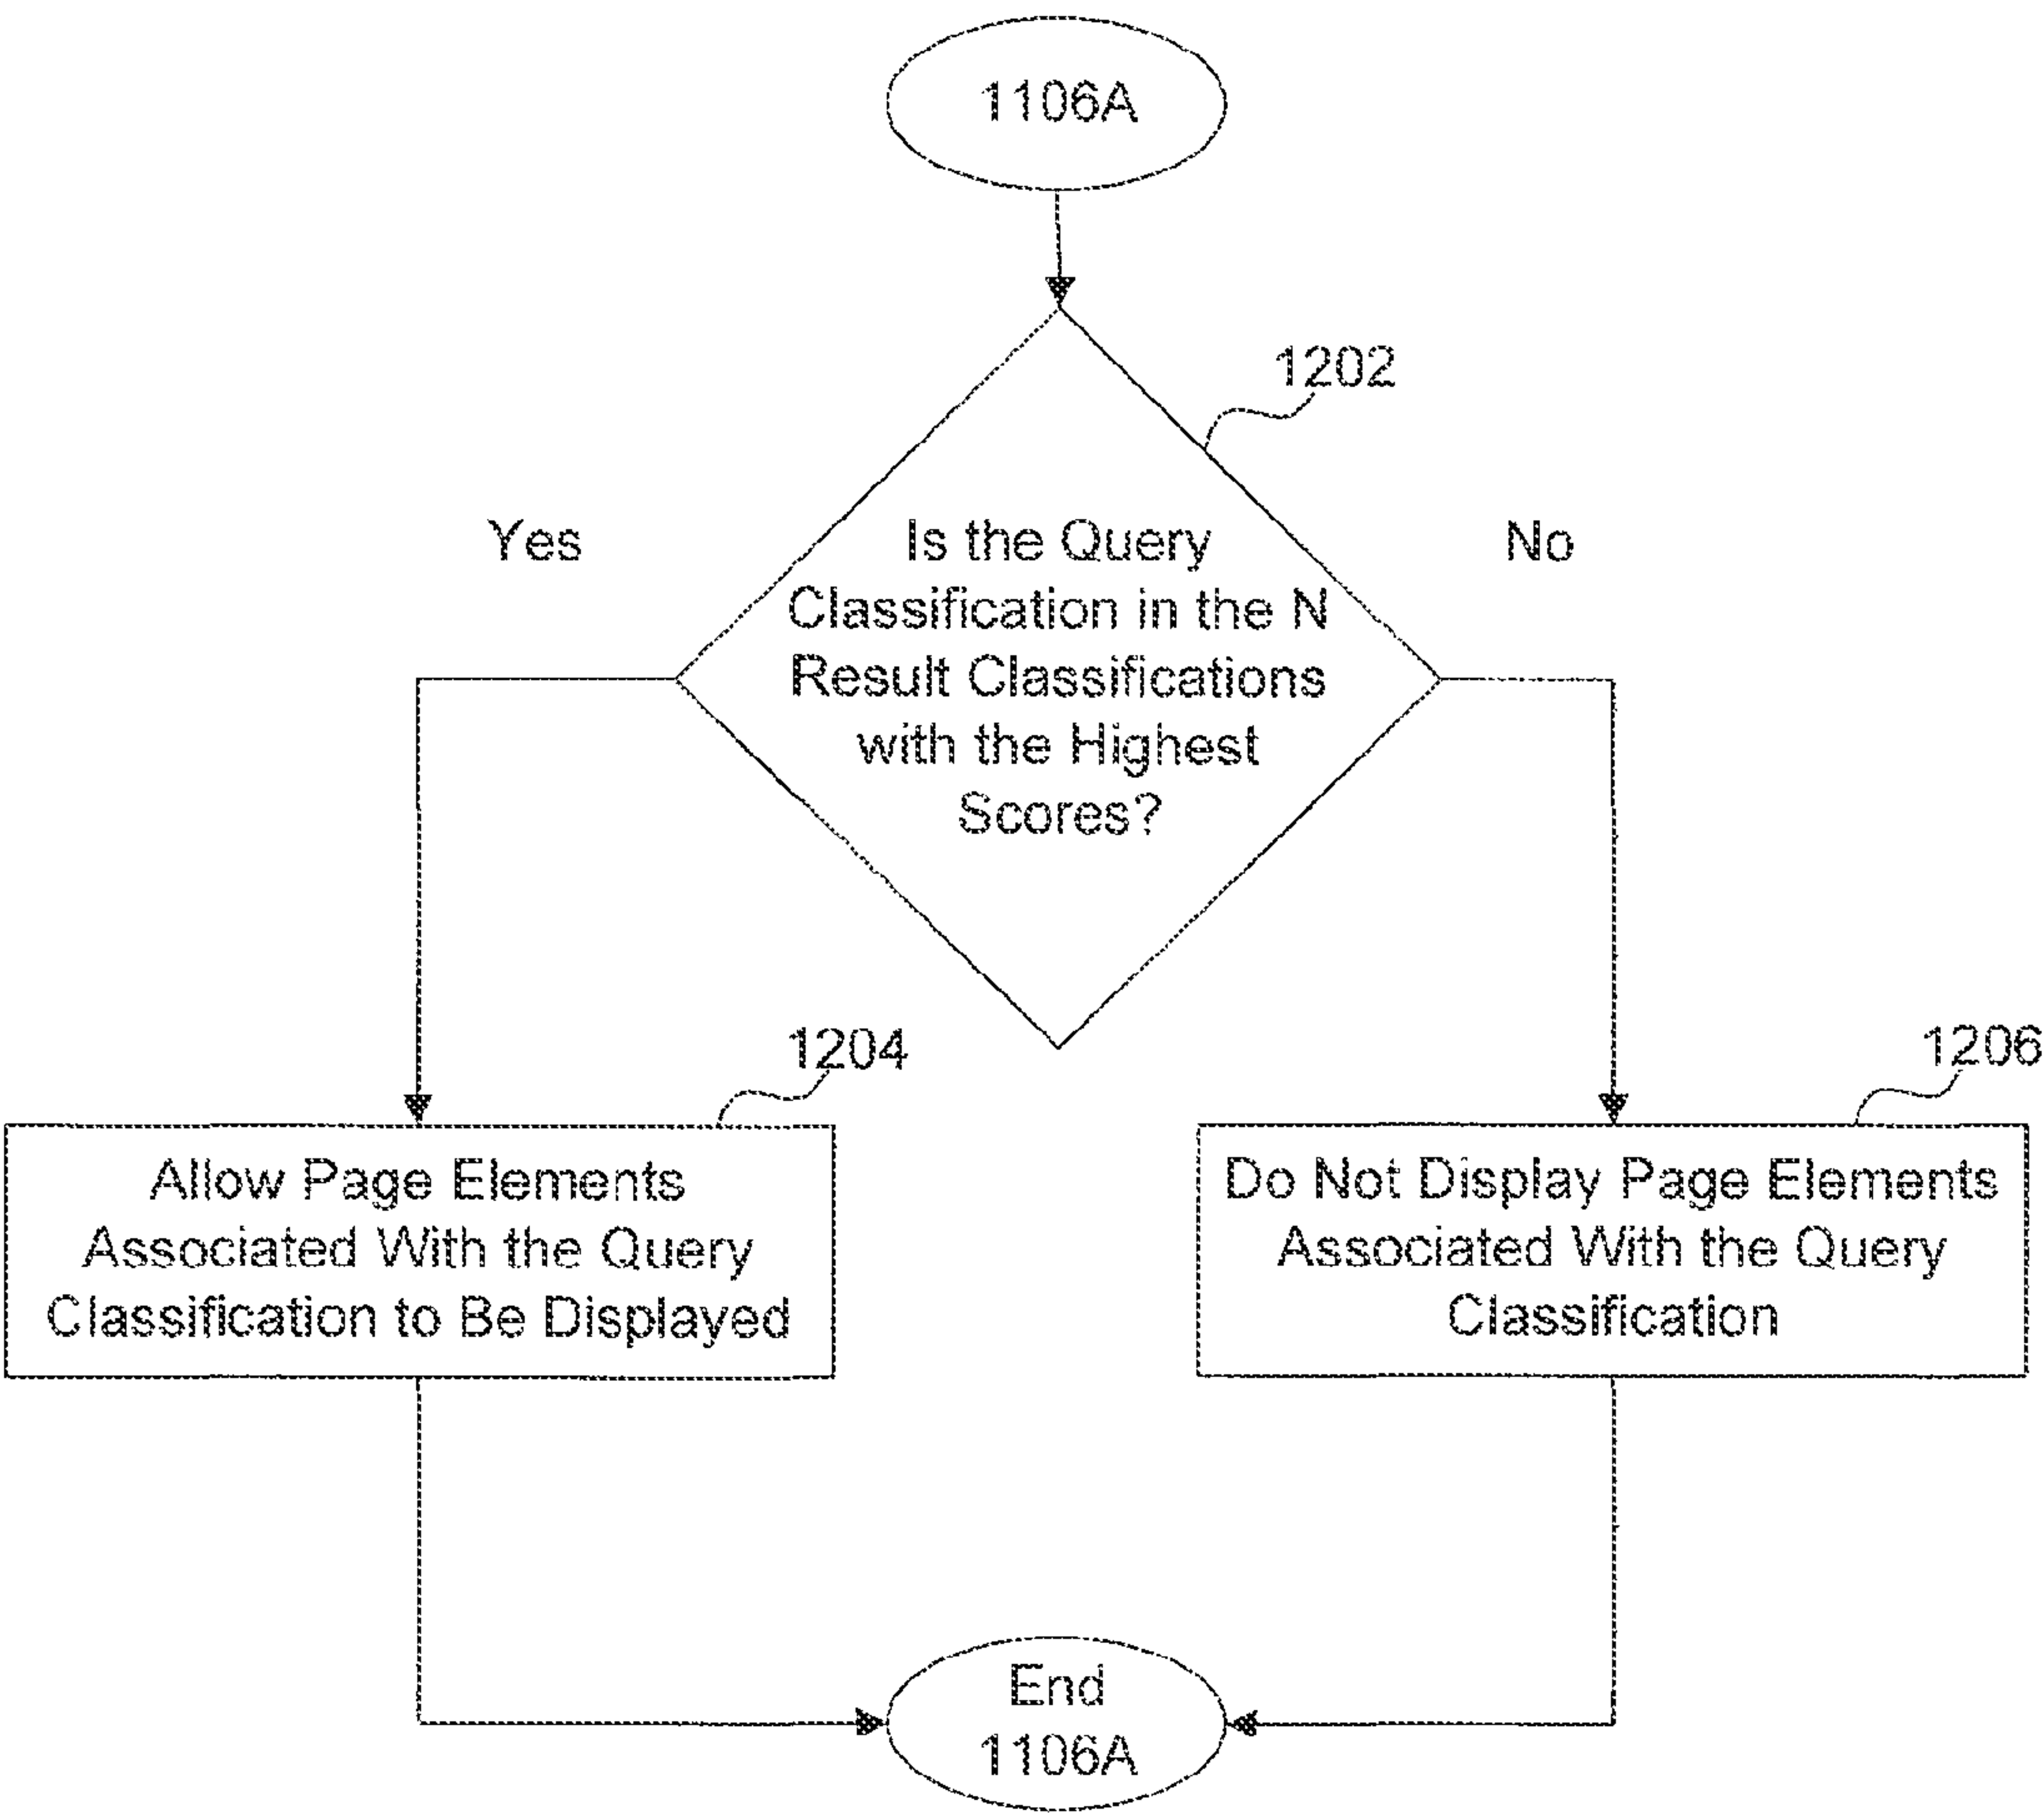 1106A
1202
Yes
Is the Query
Classification in the N
Result Classifications
with the Highest
Scores?
No
1204
Allow Page Elements
Associated With the Query
Classification to Be Displayed
1206
Do Not Display Page Elements
Associated With the Query
Classification
End
1106A